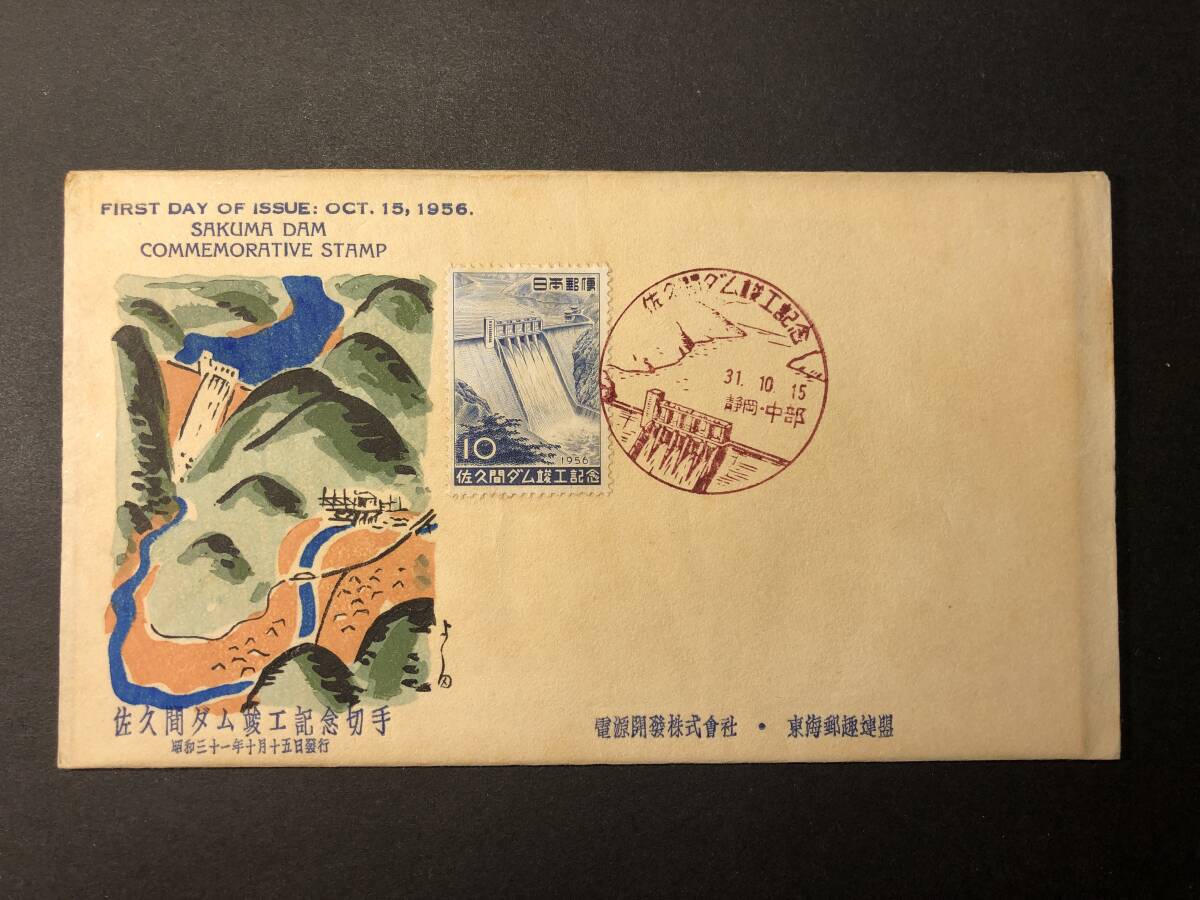 FIRST DAY OF ISSUE: OCT. 15, 1956.
SAKUMA DAM
COMMEMORATIVE STAMP
日本郵便
10
1956
佐久間ダム竣工記念
佐久間ダム竣工記念
31. 10. 15
静岡・中部
よし
佐久間ダム竣工記念切手
昭和三十一年十月十五日發行
電源開發株式會社・東海郵趣連盟